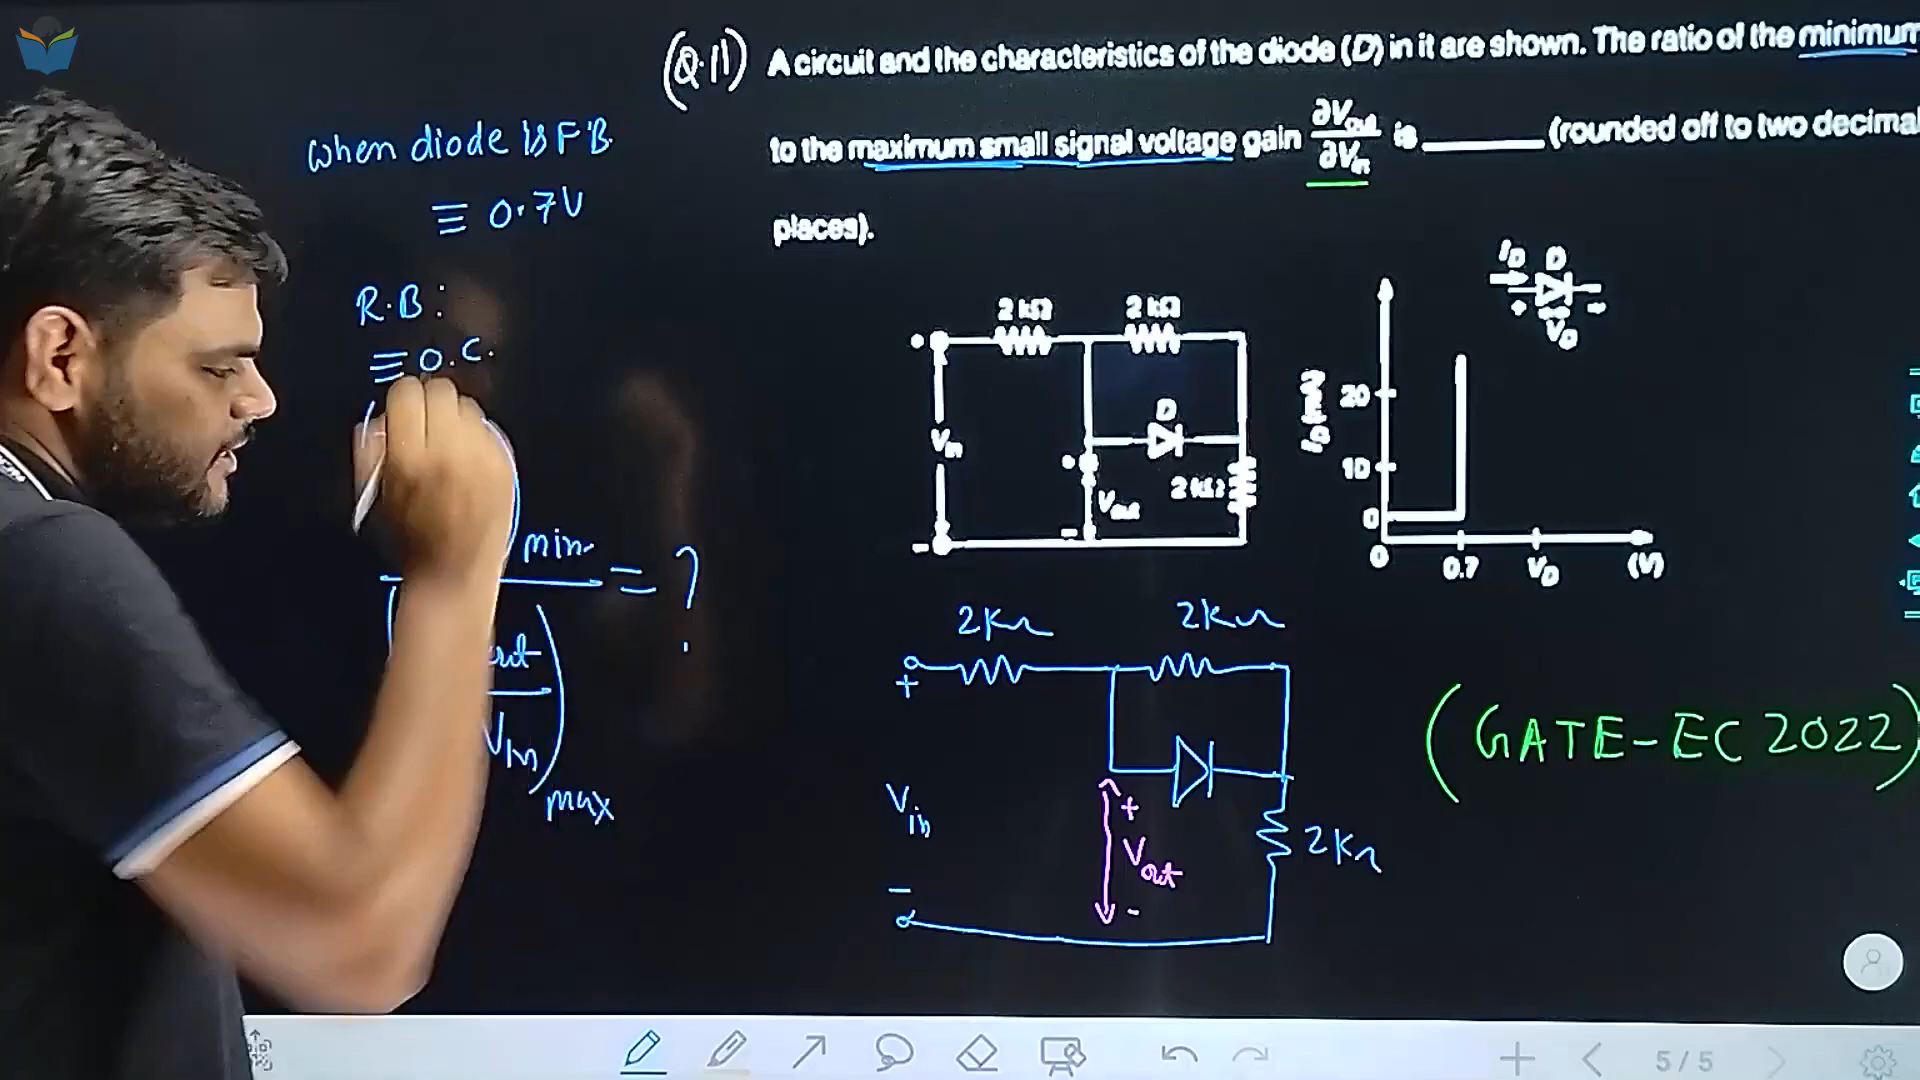 (Q.11) A circuit and the characteristics of the diode (D) in it are shown. The ratio of the minimum
to the maximum small signal voltage gain ∂Vout/∂Vin is ______ (rounded off to two decimal
places).
When diode is F.B.
≡ 0.7V
R.B:
≡ O.C.
min.
= ?
out
Vin
max
2 kΩ
2 kΩ
Vin
D
Vout
2 kΩ
ID D
+ VD -
ID (mA)
20
10
0
0 0.7 VD (V)
2KΩ
2KΩ
+
Vin
-
+
Vout
-
2KΩ
(GATE-EC 2022)
5/5